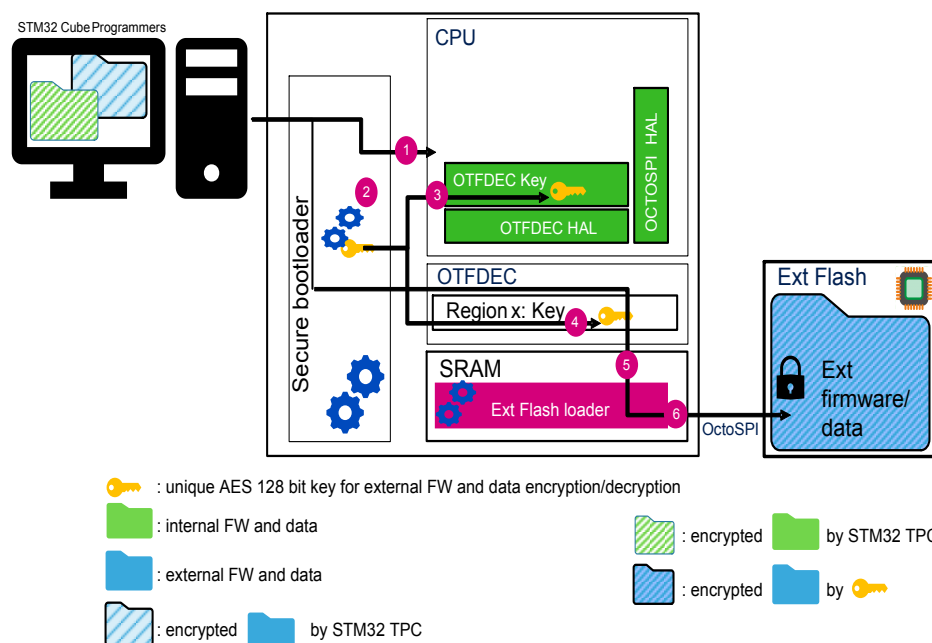 STM32 Cube Programmers
CPU
1
2
3
OTFDEC Key
OTFDEC HAL
OCTOSPI HAL
Secure bootloader
OTFDEC
Region x: Key
4
5
SRAM
Ext Flash loader
6
OctoSPI
Ext Flash
Ext
firmware/
data
: unique AES 128 bit key for external FW and data encryption/decryption
: internal FW and data
: external FW and data
: encrypted by STM32 TPC
: encrypted by STM32 TPC
: encrypted by